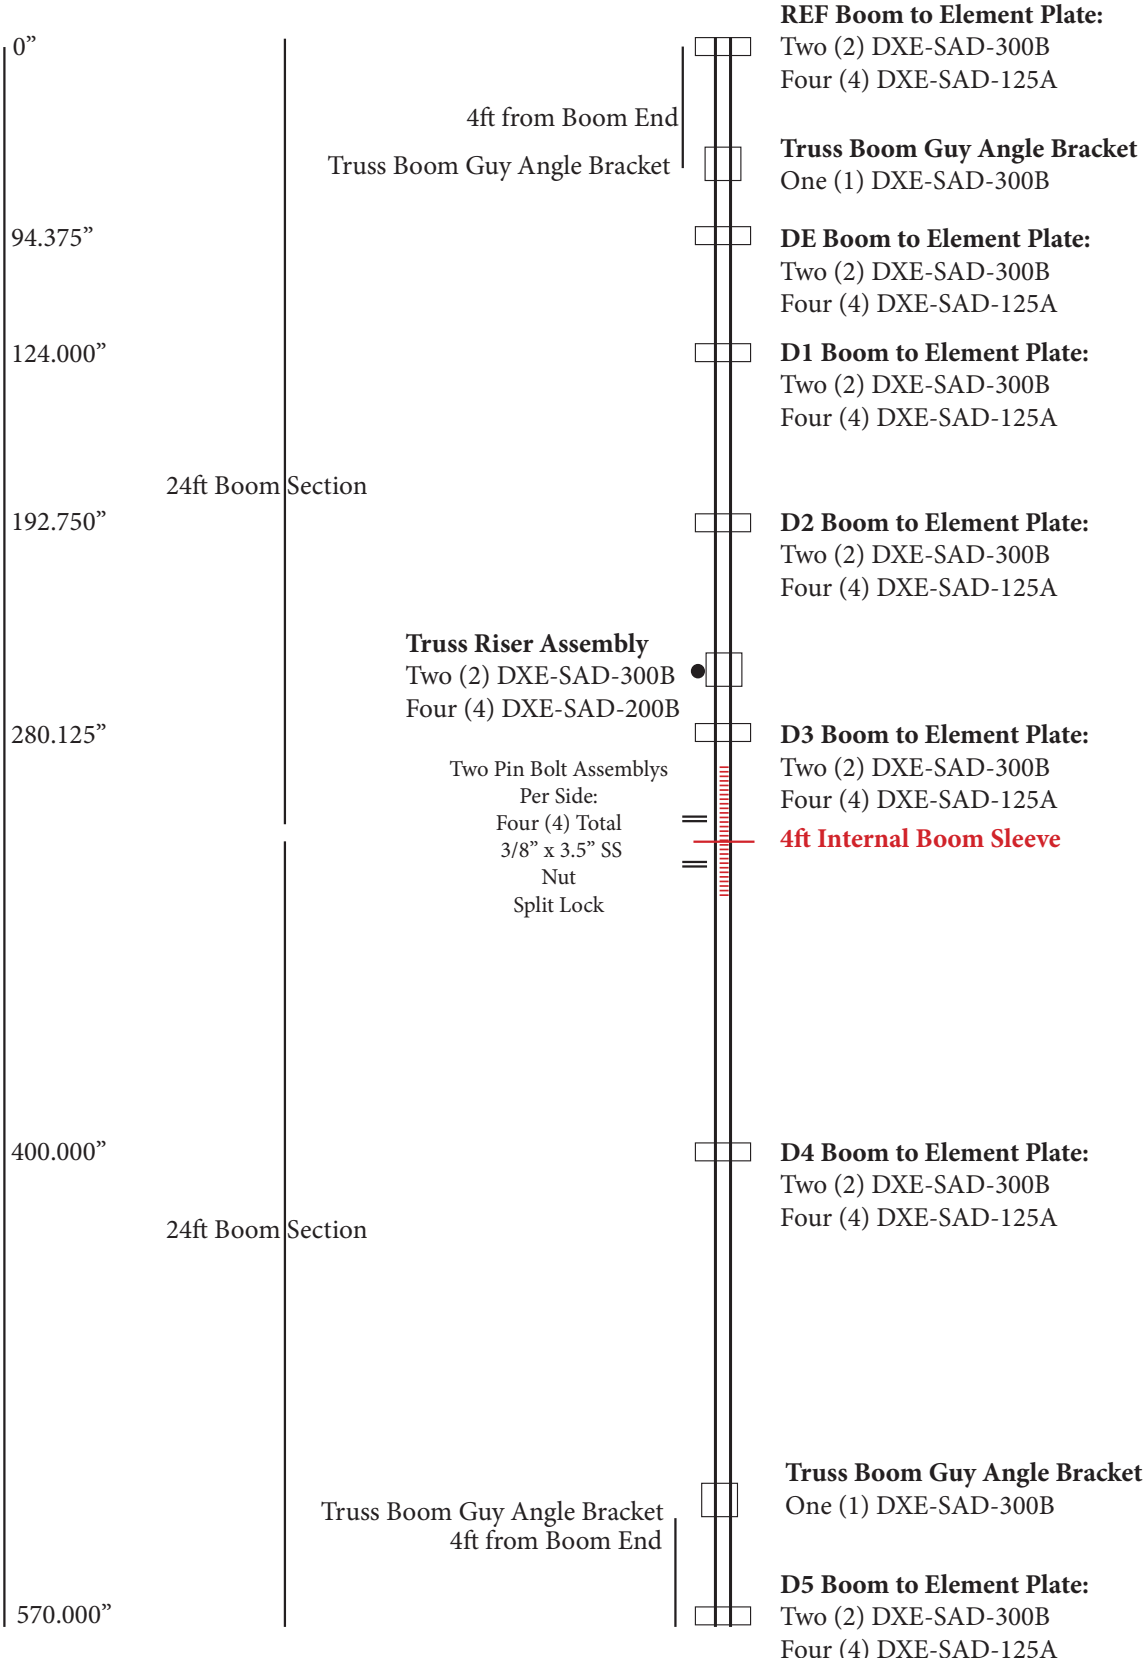 REF Boom to Element Plate:
0”
Two (2) DXE-SAD-300B
Four (4) DXE-SAD-125A
4ft from Boom End
Truss Boom Guy Angle Bracket
Truss Boom Guy Angle Bracket
One (1) DXE-SAD-300B
94.375”
DE Boom to Element Plate:
Two (2) DXE-SAD-300B
Four (4) DXE-SAD-125A
124.000”
D1 Boom to Element Plate:
Two (2) DXE-SAD-300B
Four (4) DXE-SAD-125A
24ft Boom Section
192.750”
D2 Boom to Element Plate:
Two (2) DXE-SAD-300B
Four (4) DXE-SAD-125A
Truss Riser Assembly
Two (2) DXE-SAD-300B
Four (4) DXE-SAD-200B
280.125”
D3 Boom to Element Plate:
Two (2) DXE-SAD-300B
Four (4) DXE-SAD-125A
Two Pin Bolt Assemblys
Per Side:
Four (4) Total
3/8” x 3.5” SS
Nut
Split Lock
4ft Internal Boom Sleeve
400.000”
D4 Boom to Element Plate:
Two (2) DXE-SAD-300B
Four (4) DXE-SAD-125A
24ft Boom Section
Truss Boom Guy Angle Bracket
One (1) DXE-SAD-300B
Truss Boom Guy Angle Bracket
4ft from Boom End
D5 Boom to Element Plate:
570.000”
Two (2) DXE-SAD-300B
Four (4) DXE-SAD-125A